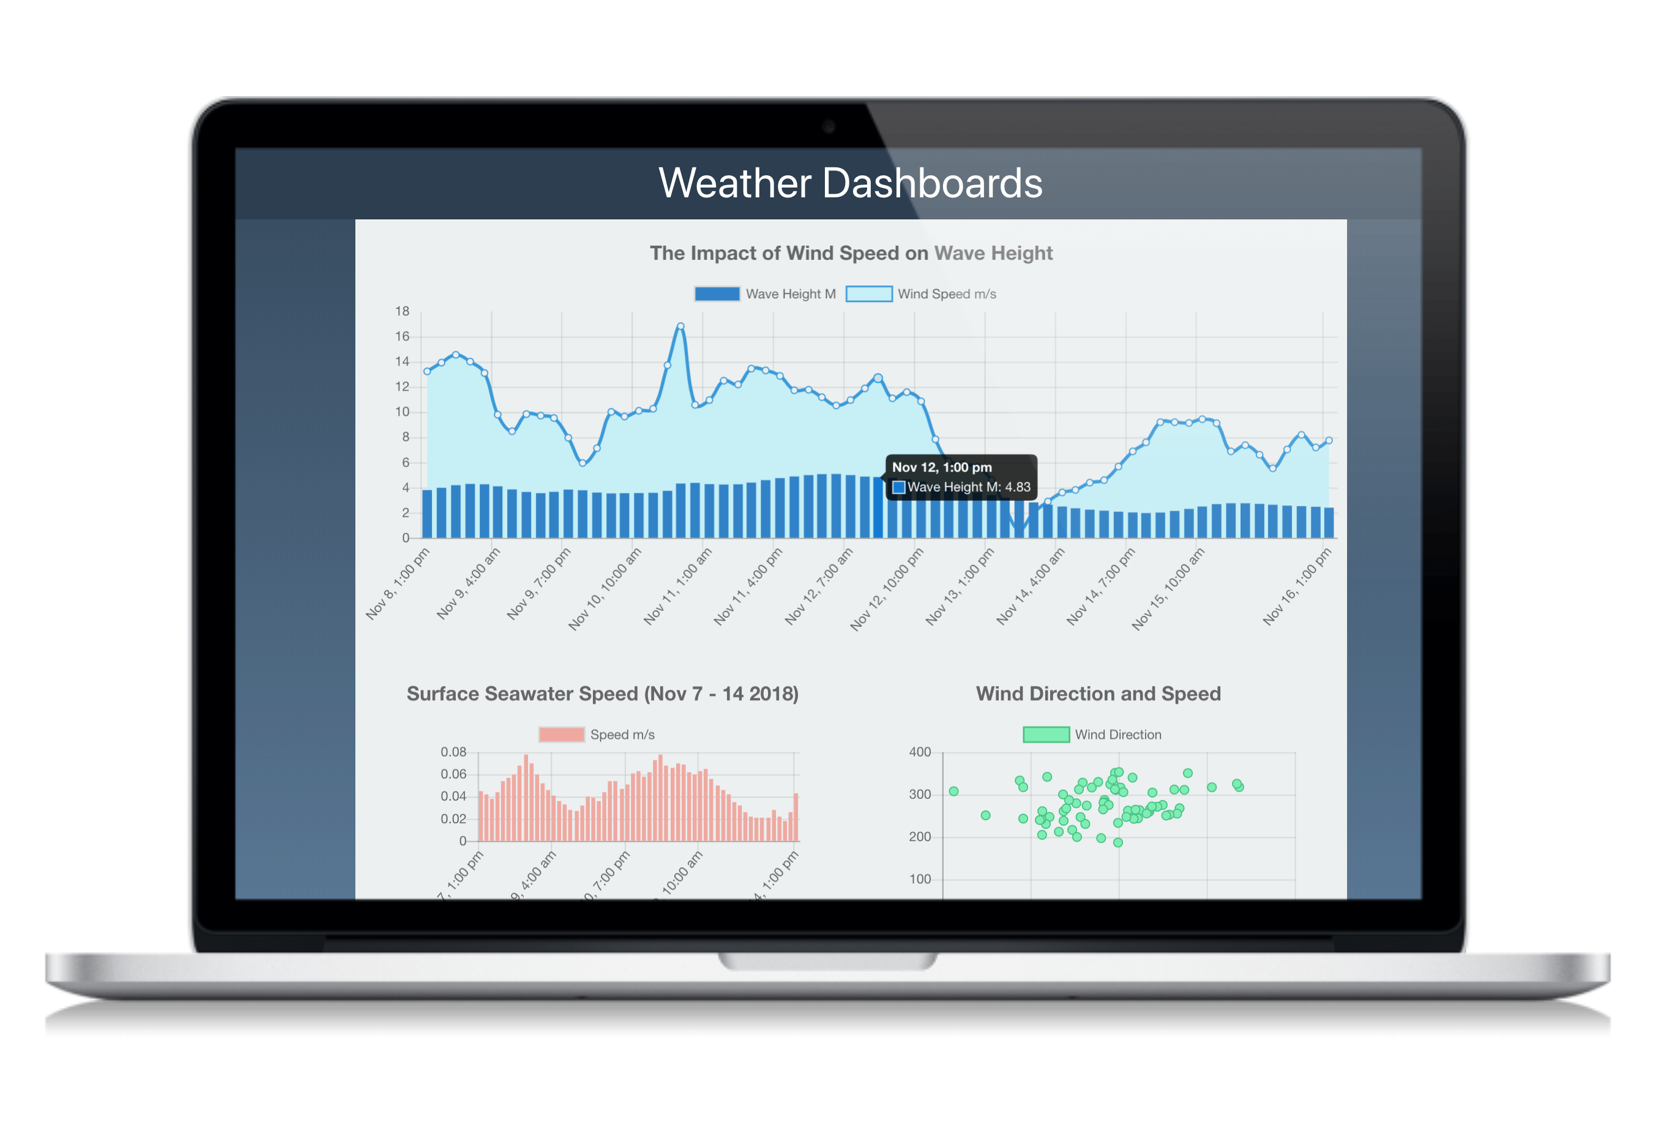 Weather Dashboards
The Impact of Wind Speed on Wave Height
Wave Height M
Wind Speed m/s
18
16
14
12
10
8
6
4
2
0
Nov 12, 1:00 pm
Wave Height M: 4.83
Nov 8, 1:00 pm
Nov 9, 4:00 am
Nov 9, 7:00 pm
Nov 10, 10:00 am
Nov 11, 1:00 am
Nov 11, 4:00 pm
Nov 12, 7:00 am
Nov 12, 10:00 pm
Nov 13, 1:00 pm
Nov 14, 4:00 am
Nov 14, 7:00 pm
Nov 15, 10:00 am
Nov 16, 1:00 pm
Surface Seawater Speed (Nov 7 - 14 2018)
Speed m/s
0.08
0.06
0.04
0.02
0
7, 1:00 pm
9, 4:00 am
0, 7:00 pm
10:00 am
4, 1:00 pm
Wind Direction and Speed
Wind Direction
400
300
200
100